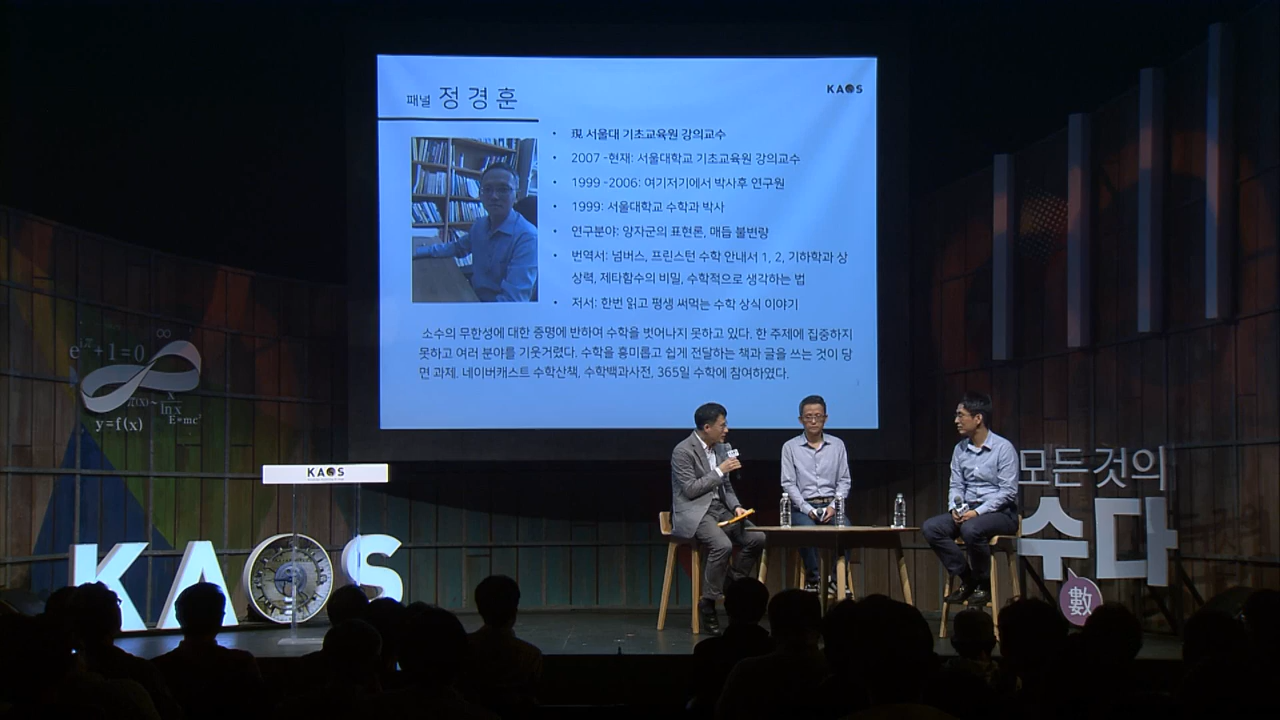 패널 정경훈
KAOS
• 現 서울대 기초교육원 강의교수
• 2007 -현재: 서울대학교 기초교육원 강의교수
• 1999 -2006: 여기저기에서 박사후 연구원
• 1999: 서울대학교 수학과 박사
• 연구분야: 양자군의 표현론, 매듭 불변량
• 번역서: 넘버스, 프린스턴 수학 안내서 1, 2, 기하학과 상
상력, 제타함수의 비밀, 수학적으로 생각하는 법
• 저서: 한번 읽고 평생 써먹는 수학 상식 이야기
소수의 무한성에 대한 증명에 반하여 수학을 벗어나지 못하고 있다. 한 주제에 집중하지
못하고 여러 분야를 기웃거렸다. 수학을 흥미롭고 쉽게 전달하는 책과 글을 쓰는 것이 당
면 과제. 네이버캐스트 수학산책, 수학백과사전, 365일 수학에 참여하였다.
∞
e^iπ+1=0
π(x)~ x/ln x
E=mc²
y=f(x)
KAOS
KAOS
모든 것의
수다
數